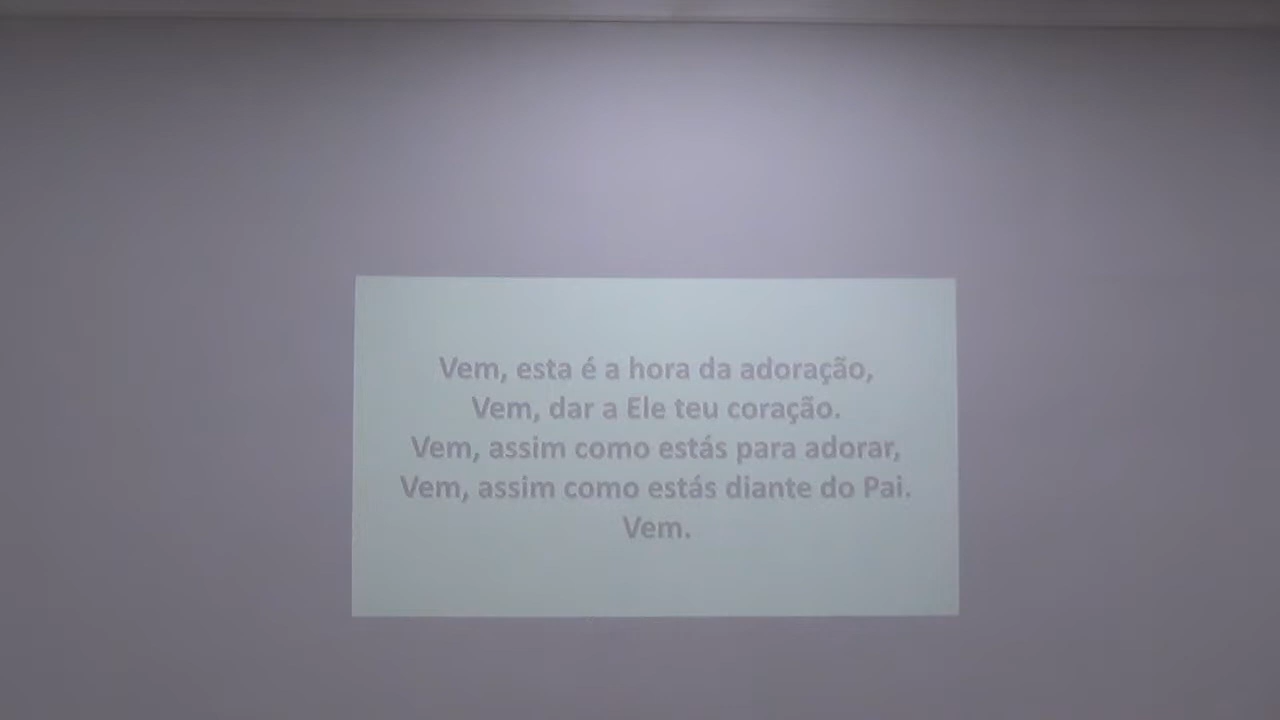 Vem, esta é a hora da adoração,
Vem, dar a Ele teu coração.
Vem, assim como estás para adorar,
Vem, assim como estás diante do Pai.
Vem.